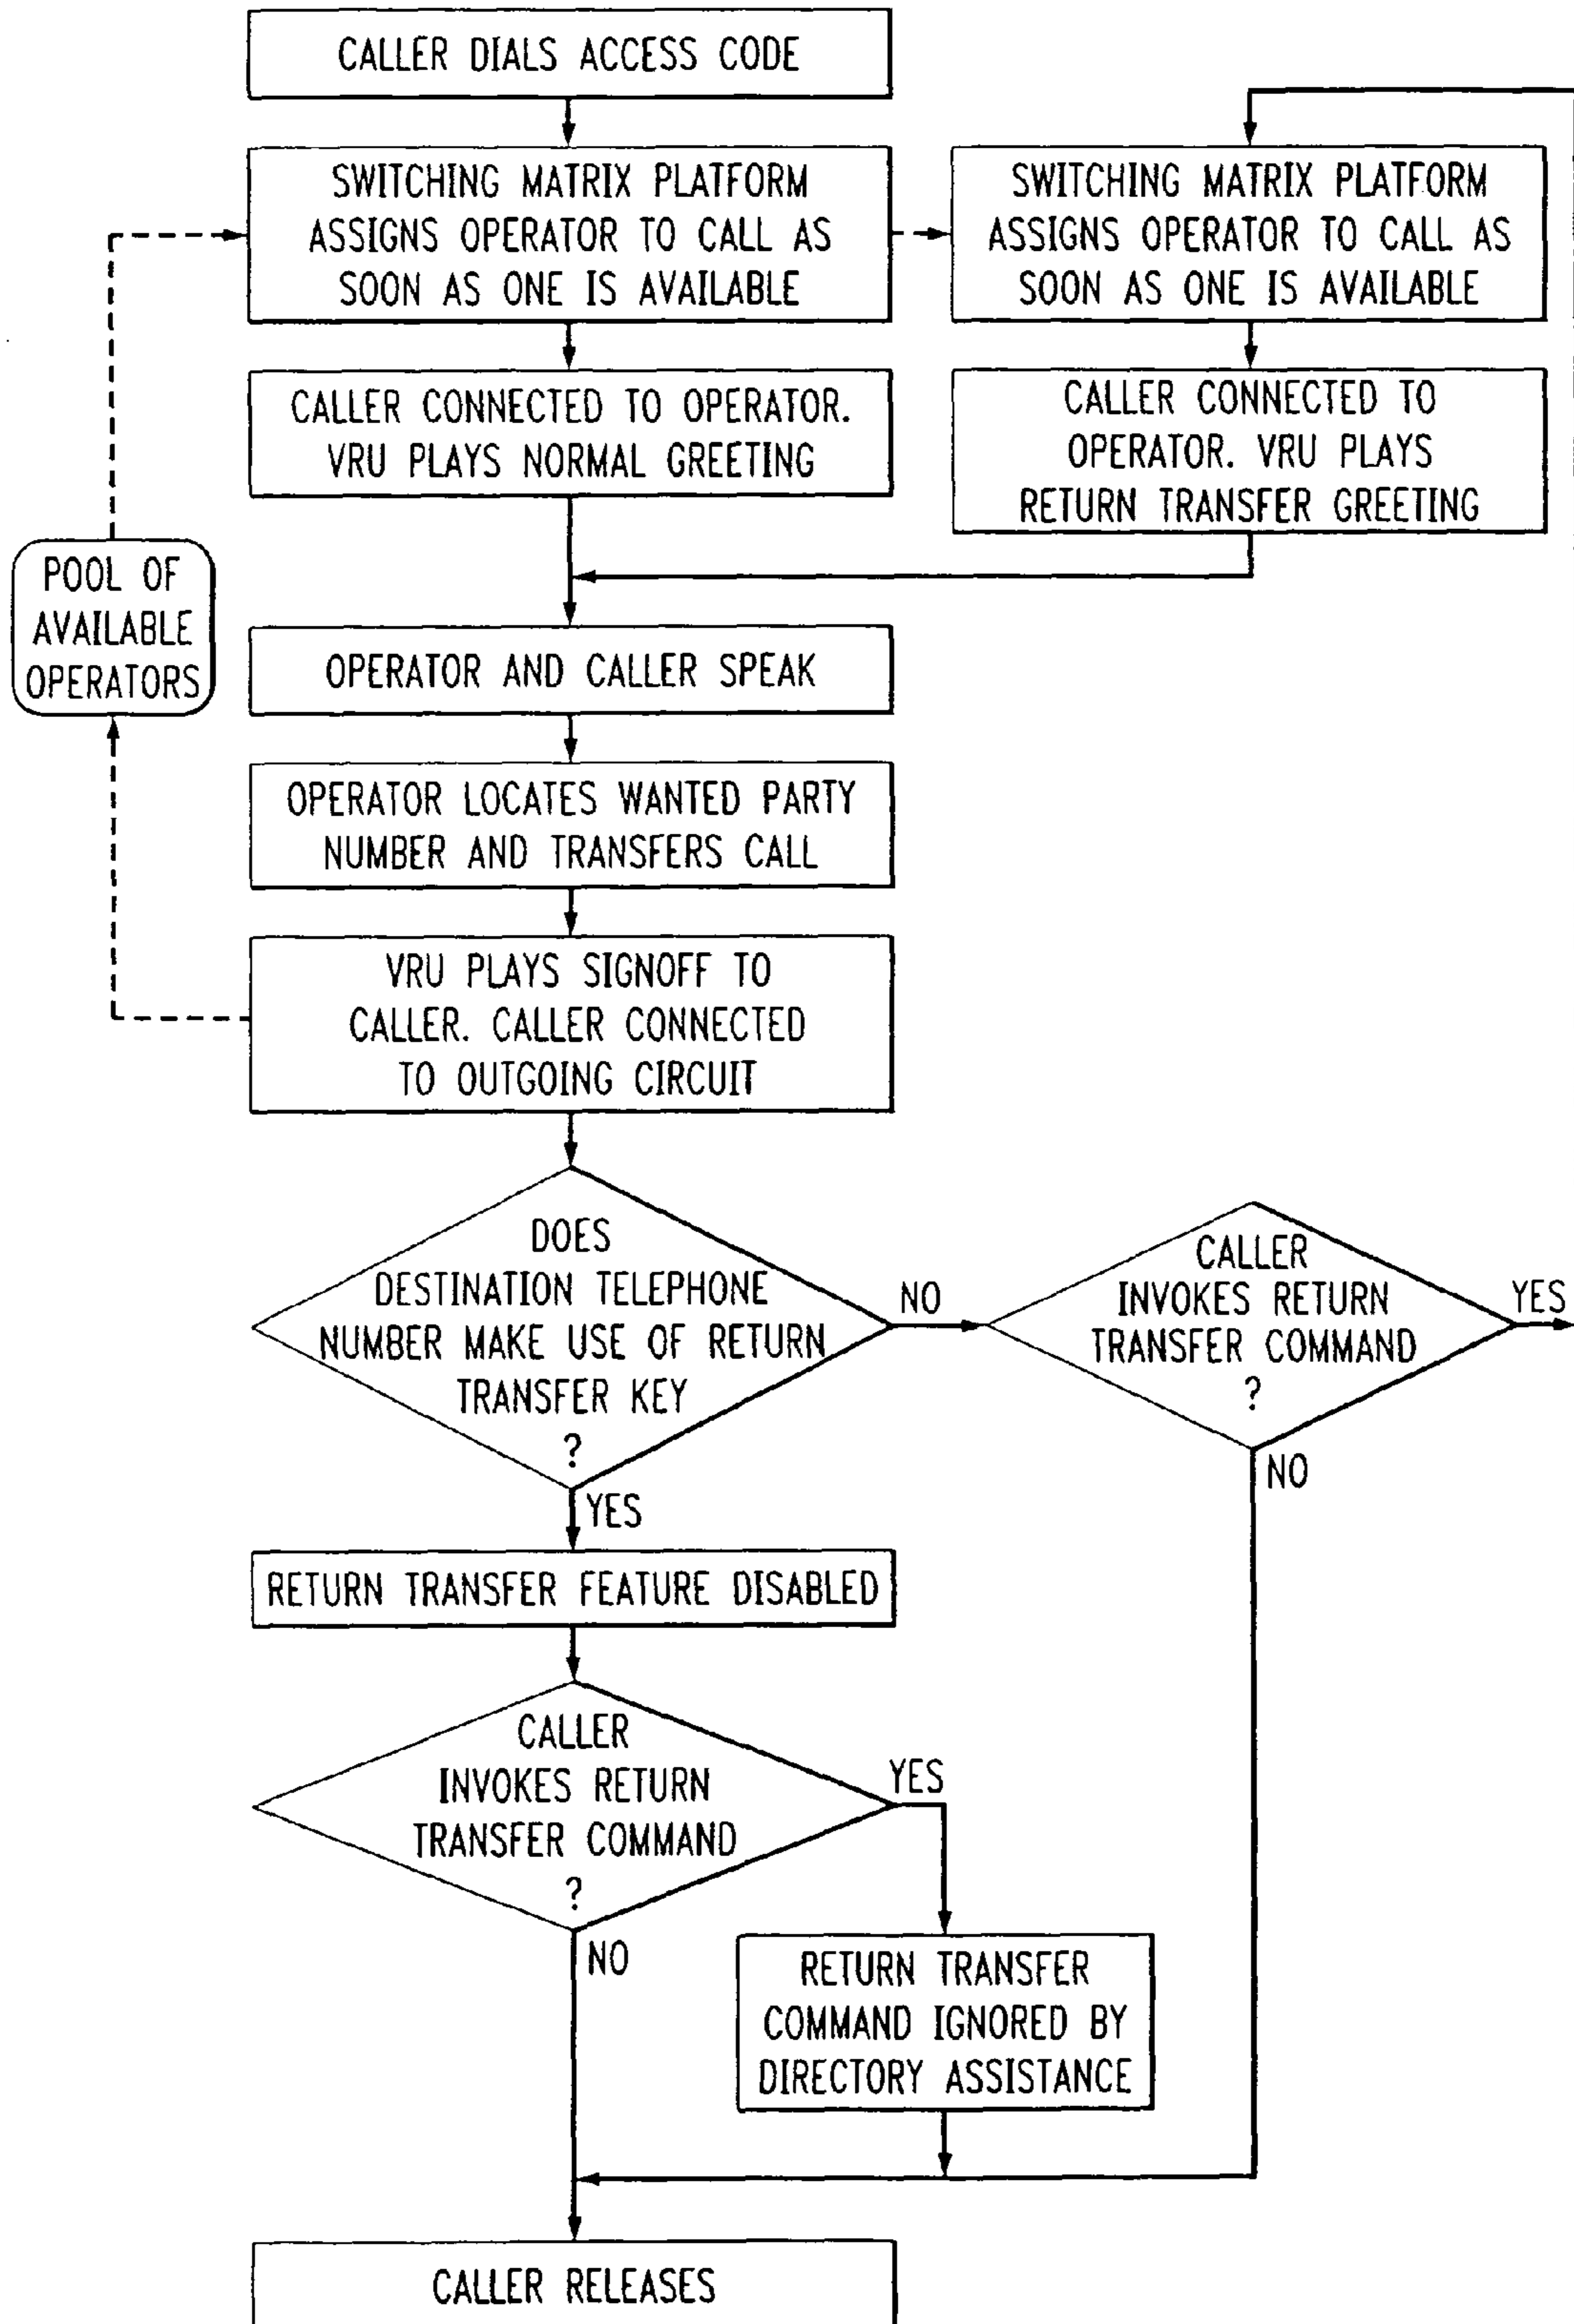 CALLER DIALS ACCESS CODE
SWITCHING MATRIX PLATFORM
ASSIGNS OPERATOR TO CALL AS
SOON AS ONE IS AVAILABLE
SWITCHING MATRIX PLATFORM
ASSIGNS OPERATOR TO CALL AS
SOON AS ONE IS AVAILABLE
CALLER CONNECTED TO OPERATOR.
VRU PLAYS NORMAL GREETING
CALLER CONNECTED TO
OPERATOR. VRU PLAYS
RETURN TRANSFER GREETING
POOL OF
AVAILABLE
OPERATORS
OPERATOR AND CALLER SPEAK
OPERATOR LOCATES WANTED PARTY
NUMBER AND TRANSFERS CALL
VRU PLAYS SIGNOFF TO
CALLER. CALLER CONNECTED
TO OUTGOING CIRCUIT
DOES
DESTINATION TELEPHONE
NUMBER MAKE USE OF RETURN
TRANSFER KEY
?
NO
CALLER
INVOKES RETURN
TRANSFER COMMAND
?
YES
NO
YES
RETURN TRANSFER FEATURE DISABLED
CALLER
INVOKES RETURN
TRANSFER COMMAND
?
YES
NO
RETURN TRANSFER
COMMAND IGNORED BY
DIRECTORY ASSISTANCE
CALLER RELEASES